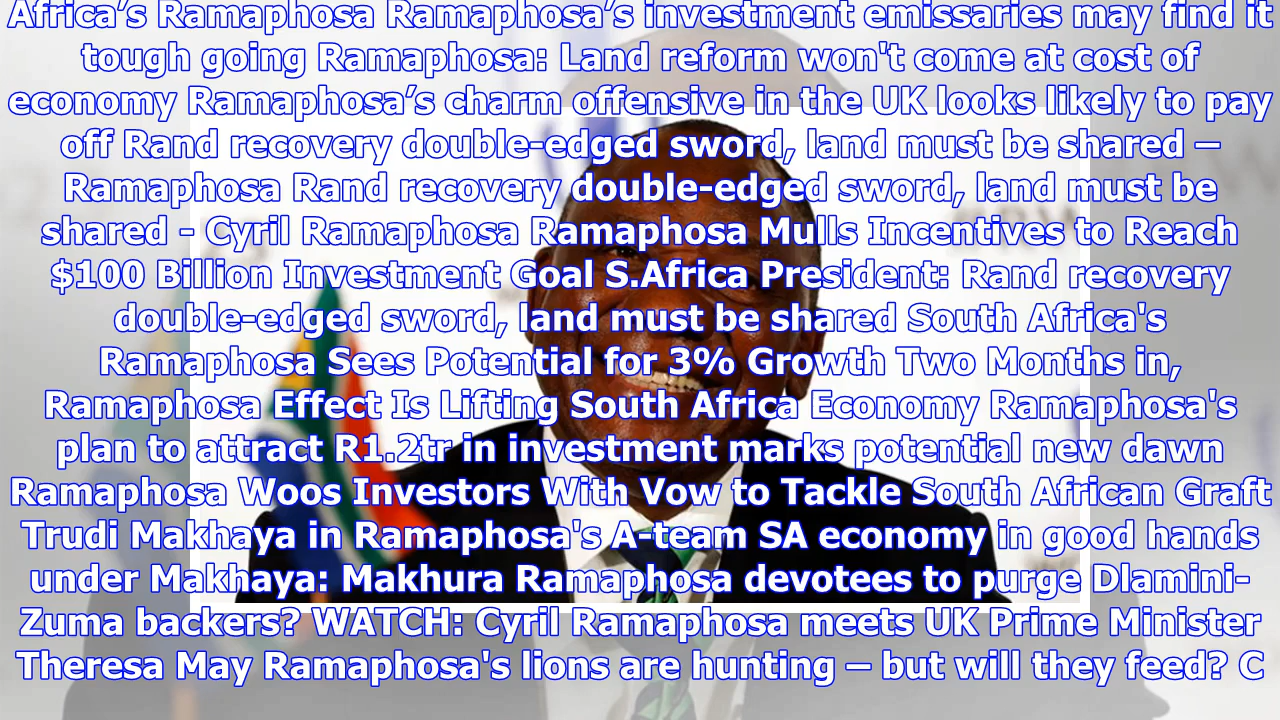 Africa’s Ramaphosa Ramaphosa’s investment emissaries may find it
tough going Ramaphosa: Land reform won't come at cost of
economy Ramaphosa’s charm offensive in the UK looks likely to pay
off Rand recovery double-edged sword, land must be shared –
Ramaphosa Rand recovery double-edged sword, land must be
shared - Cyril Ramaphosa Ramaphosa Mulls Incentives to Reach
$100 Billion Investment Goal S.Africa President: Rand recovery
double-edged sword, land must be shared South Africa's
Ramaphosa Sees Potential for 3% Growth Two Months in,
Ramaphosa Effect Is Lifting South Africa Economy Ramaphosa's
plan to attract R1.2tr in investment marks potential new dawn
Ramaphosa Woos Investors With Vow to Tackle South African Graft
Trudi Makhaya in Ramaphosa's A-team SA economy in good hands
under Makhaya: Makhura Ramaphosa devotees to purge Dlamini-
Zuma backers? WATCH: Cyril Ramaphosa meets UK Prime Minister
Theresa May Ramaphosa's lions are hunting – but will they feed? C